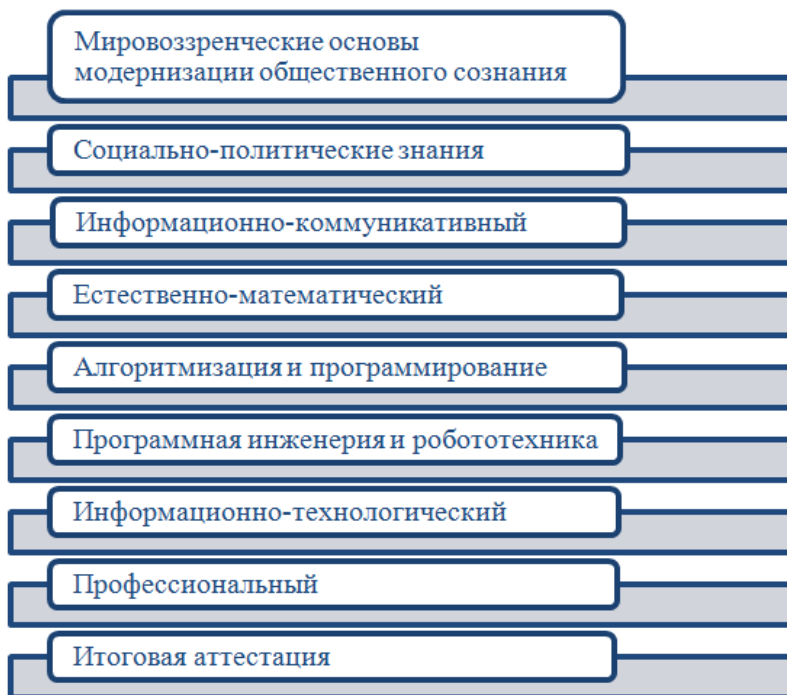 Мировоззренческие основы
модернизации общественного сознания
Социально-политические знания
Информационно-коммуникативный
Естественно-математический
Алгоритмизация и программирование
Программная инженерия и робототехника
Информационно-технологический
Профессиональный
Итоговая аттестация